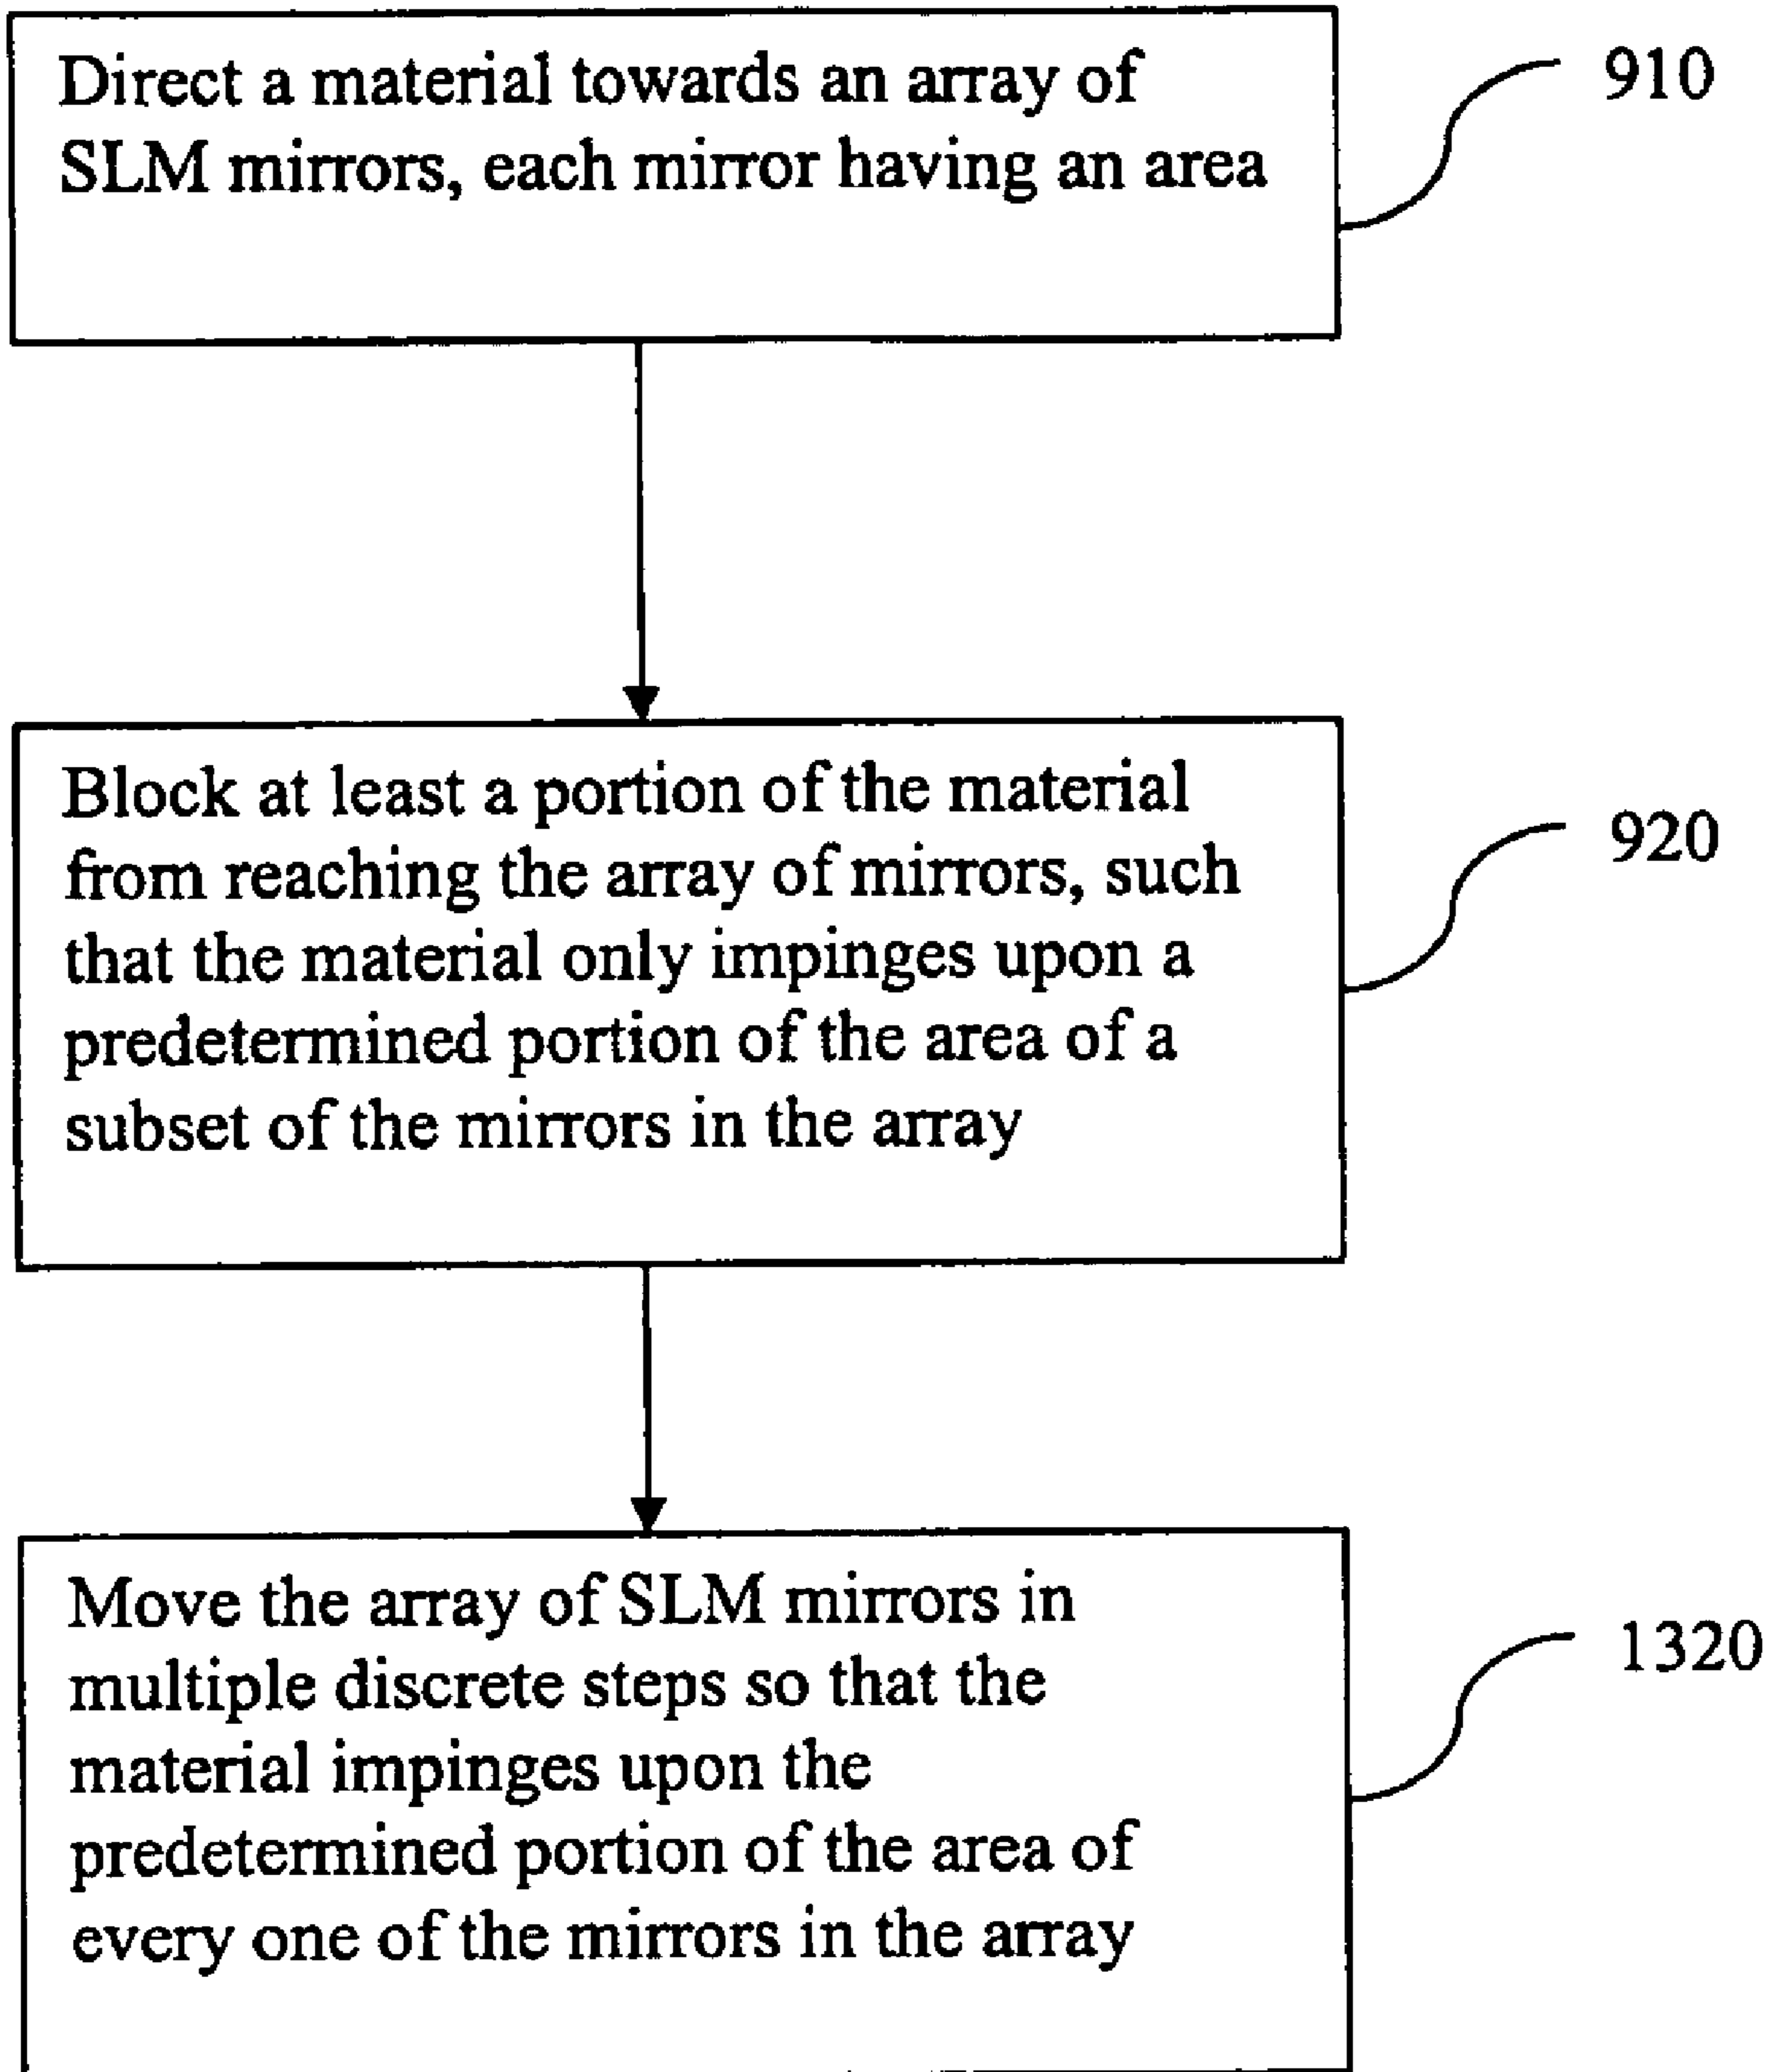 Direct a material towards an array of
SLM mirrors, each mirror having an area
910
Block at least a portion of the material
from reaching the array of mirrors, such
that the material only impinges upon a
predetermined portion of the area of a
subset of the mirrors in the array
920
Move the array of SLM mirrors in
multiple discrete steps so that the
material impinges upon the
predetermined portion of the area of
every one of the mirrors in the array
1320